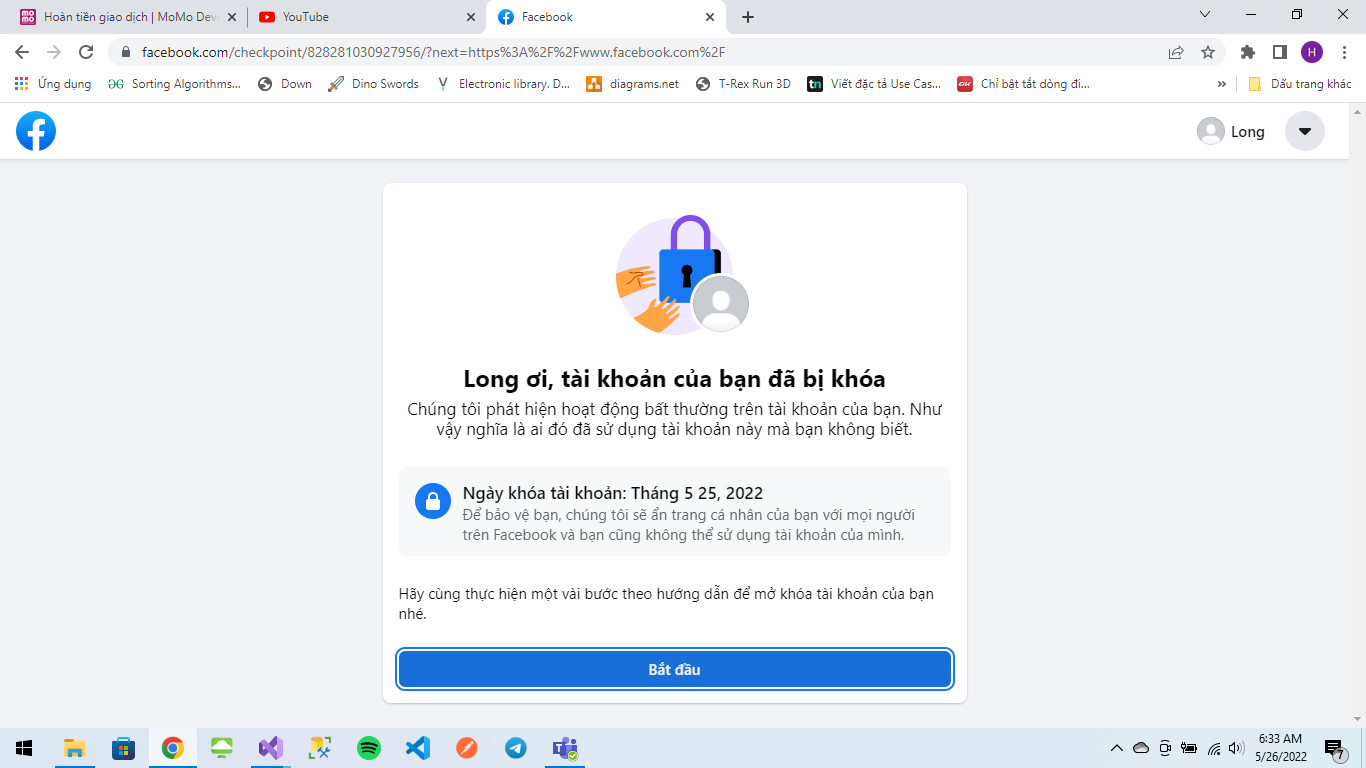 Hoàn tiền giao dịch | MoMo Dev
YouTube
Facebook
facebook.com/checkpoint/828281030927956/?next=https%3A%2F%2Fwww.facebook.com%2F
H
Ứng dụng
Sorting Algorithms...
Down
Dino Swords
Electronic library. D...
diagrams.net
T-Rex Run 3D
Viết đặc tả Use Cas...
Chỉ bật tắt dòng đi...
»
Dấu trang khác
Long
Long ơi, tài khoản của bạn đã bị khóa
Chúng tôi phát hiện hoạt động bất thường trên tài khoản của bạn. Như
vậy nghĩa là ai đó đã sử dụng tài khoản này mà bạn không biết.
Ngày khóa tài khoản: Tháng 5 25, 2022
Để bảo vệ bạn, chúng tôi sẽ ẩn trang cá nhân của bạn với mọi người
trên Facebook và bạn cũng không thể sử dụng tài khoản của mình.
Hãy cùng thực hiện một vài bước theo hướng dẫn để mở khóa tài khoản của bạn
nhé.
Bắt đầu
6:33 AM
5/26/2022
7